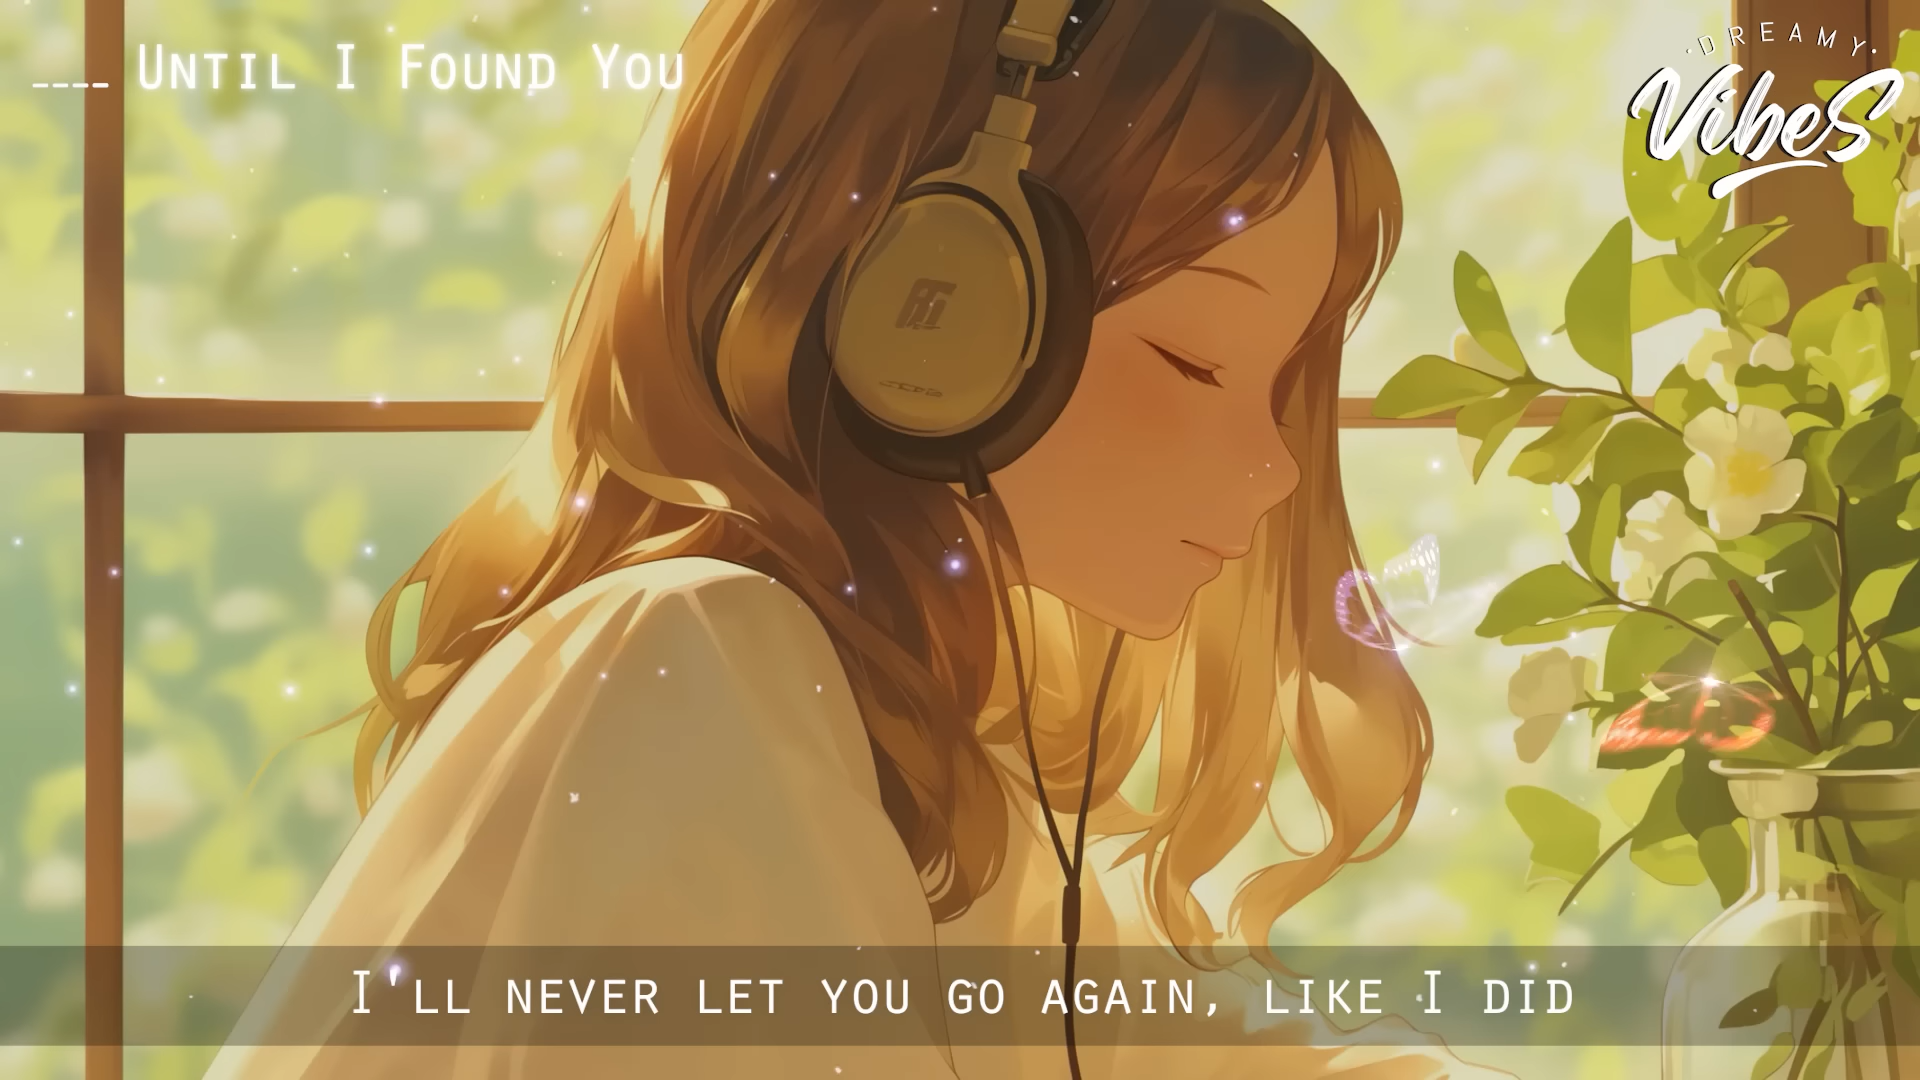 ---- Until I Found You
DREAMY
Vibes
I'll never let you go again, like I did